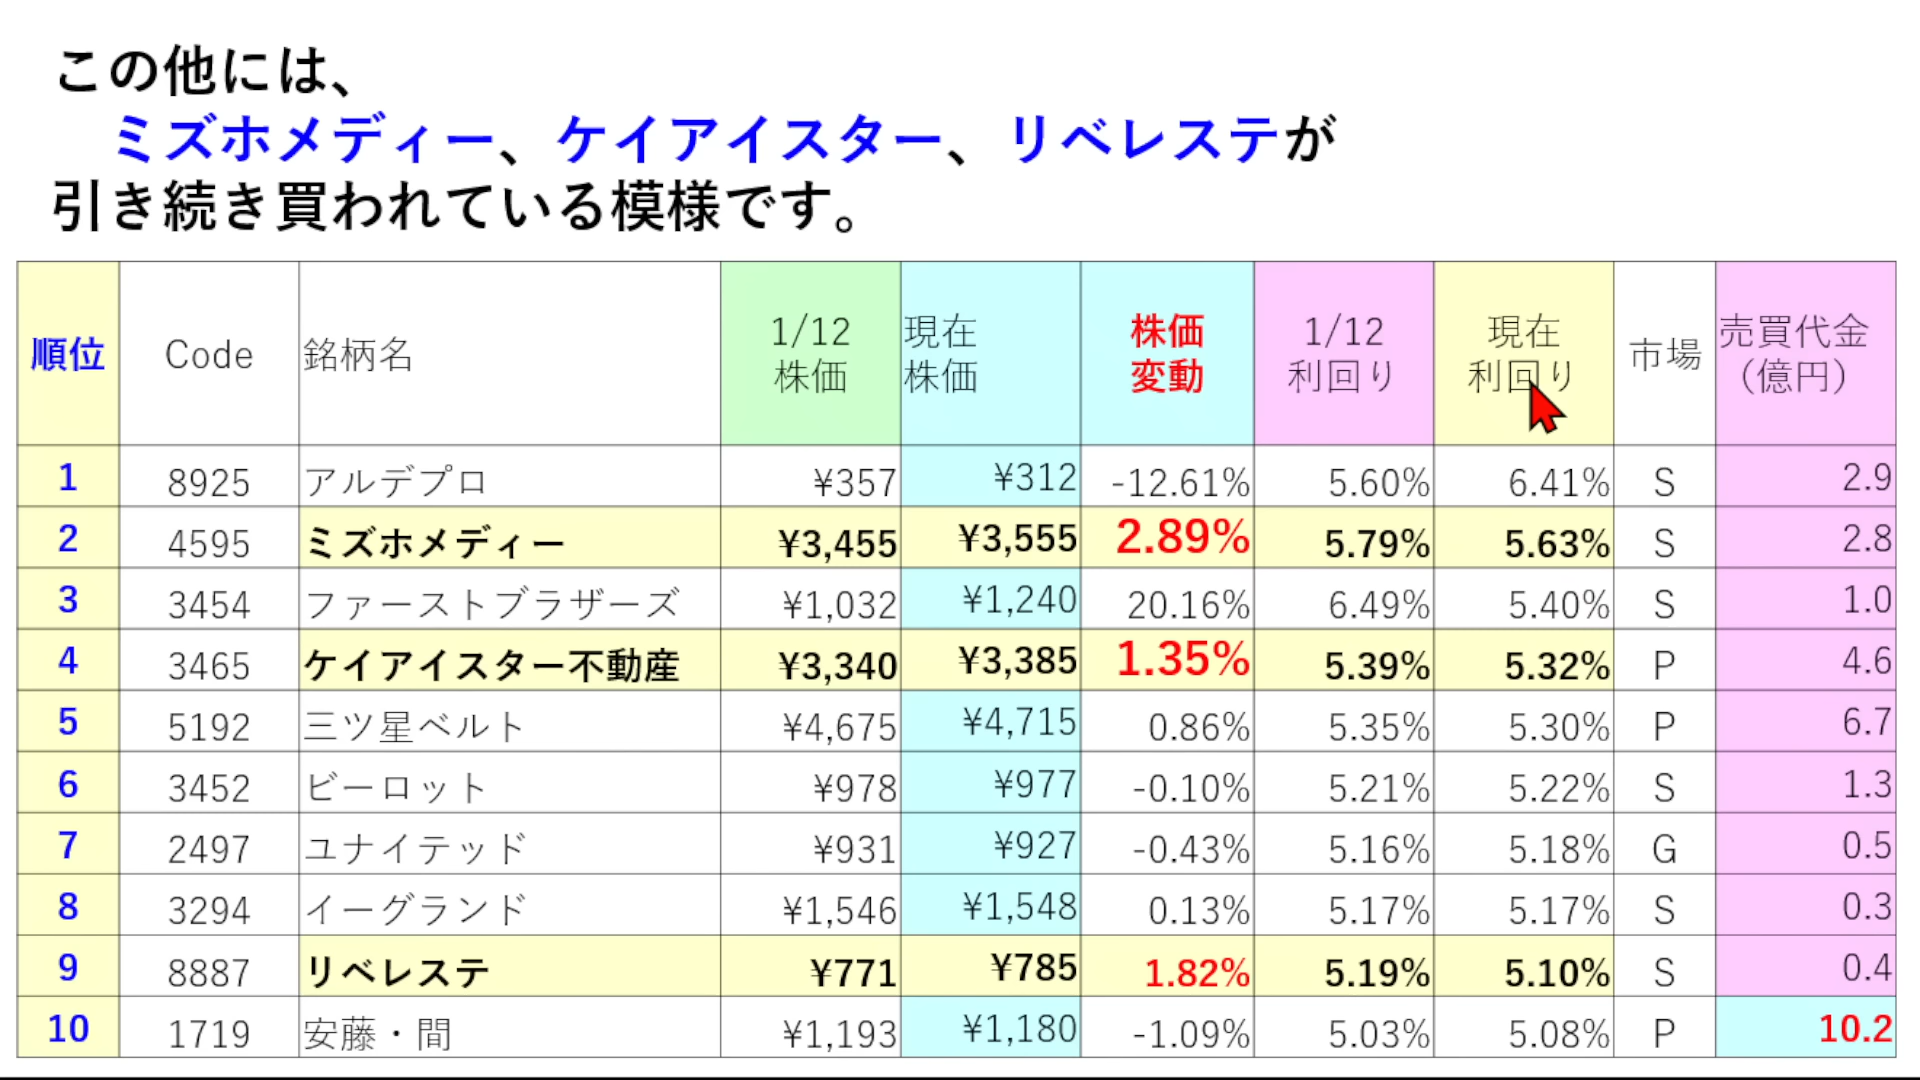 この他には、
ミズホメディー、ケイアイスター、リベレステが
引き続き買われている模様です。
順位 Code 銘柄名 1/12 株価 現在 株価 株価 変動 1/12 利回り 現在 利回り 市場 売買代金 （億円）
1 8925 アルデプロ ¥357 ¥312 -12.61% 5.60% 6.41% S 2.9
2 4595 ミズホメディー ¥3,455 ¥3,555 2.89% 5.79% 5.63% S 2.8
3 3454 ファーストブラザーズ ¥1,032 ¥1,240 20.16% 6.49% 5.40% S 1.0
4 3465 ケイアイスター不動産 ¥3,340 ¥3,385 1.35% 5.39% 5.32% P 4.6
5 5192 三ツ星ベルト ¥4,675 ¥4,715 0.86% 5.35% 5.30% P 6.7
6 3452 ビーロット ¥978 ¥977 -0.10% 5.21% 5.22% S 1.3
7 2497 ユナイテッド ¥931 ¥927 -0.43% 5.16% 5.18% G 0.5
8 3294 イーグランド ¥1,546 ¥1,548 0.13% 5.17% 5.17% S 0.3
9 8887 リベレステ ¥771 ¥785 1.82% 5.19% 5.10% S 0.4
10 1719 安藤・間 ¥1,193 ¥1,180 -1.09% 5.03% 5.08% P 10.2